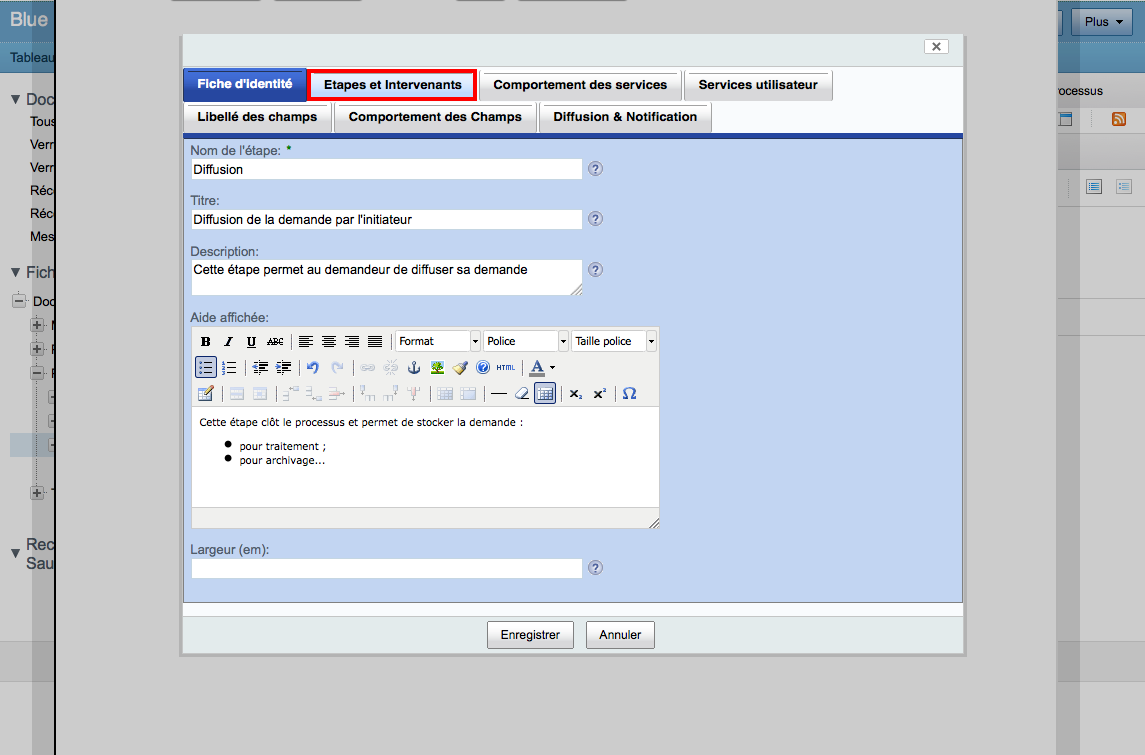 Blue
Plus
Tableau
Doc
Tous
Verr
Verr
Réc
Réc
Mes
Fich
Doc
Rec
Sau
ocessus
Fiche d'identité
Etapes et Intervenants
Comportement des services
Services utilisateur
Libellé des champs
Comportement des Champs
Diffusion & Notification
Nom de l'étape: *
Diffusion
Titre:
Diffusion de la demande par l'initiateur
Description:
Cette étape permet au demandeur de diffuser sa demande
Aide affichée:
B I U ABC Format Police Taille police
HTML A
Cette étape clôt le processus et permet de stocker la demande :
● pour traitement ;
● pour archivage...
Largeur (em):
Enregistrer
Annuler